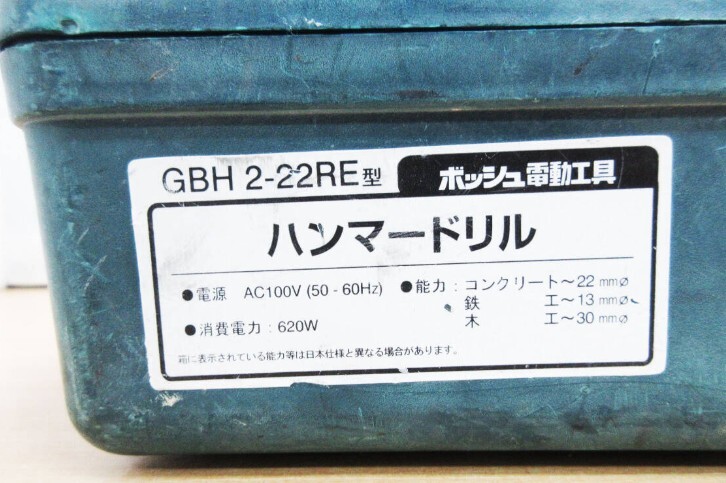 GBH 2-22RE型 ボッシュ電動工具
ハンマードリル
●電源 AC100V (50 - 60Hz) ●能力：コンクリート～22 mmØ
鉄 工～13 mmØ
●消費電力：620W 木 工～30 mmØ
箱に表示されている能力等は日本仕様と異なる場合があります。